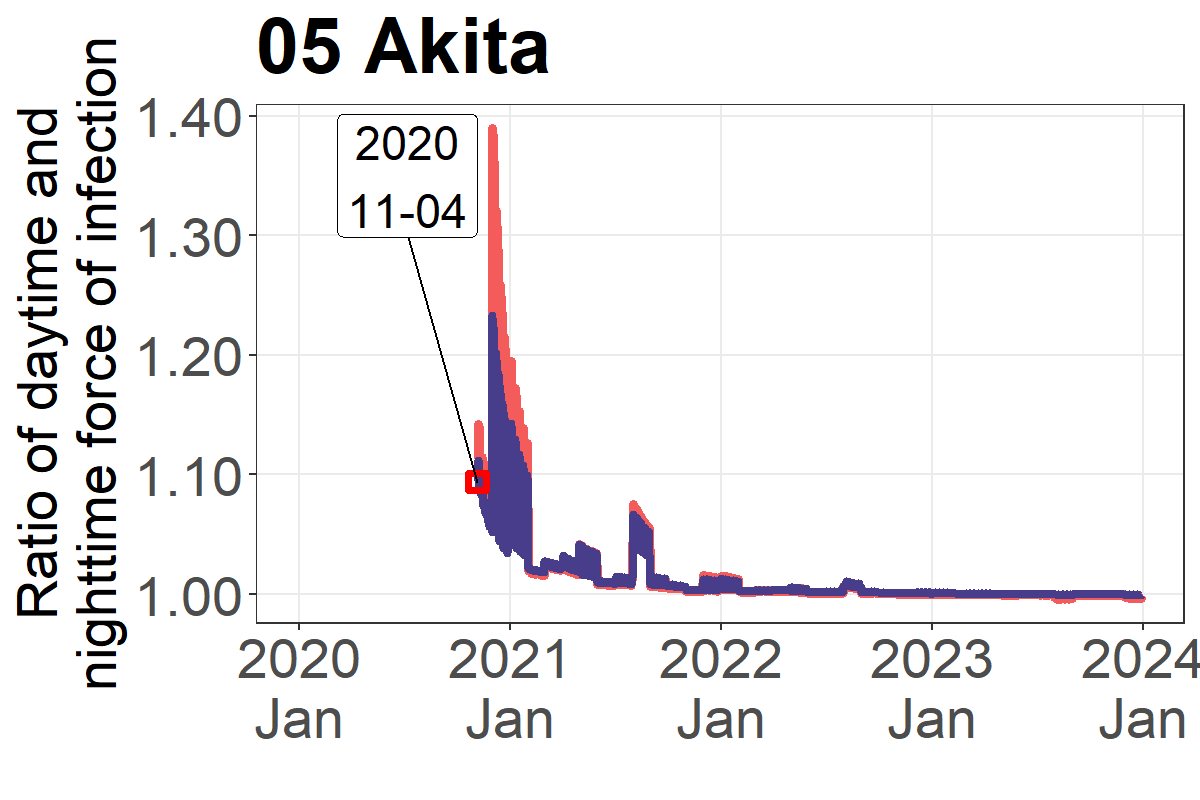 05 Akita
Ratio of daytime and
nighttime force of infection
1.40
1.30
1.20
1.10
1.00
2020
11-04
2020
Jan
2021
Jan
2022
Jan
2023
Jan
2024
Jan